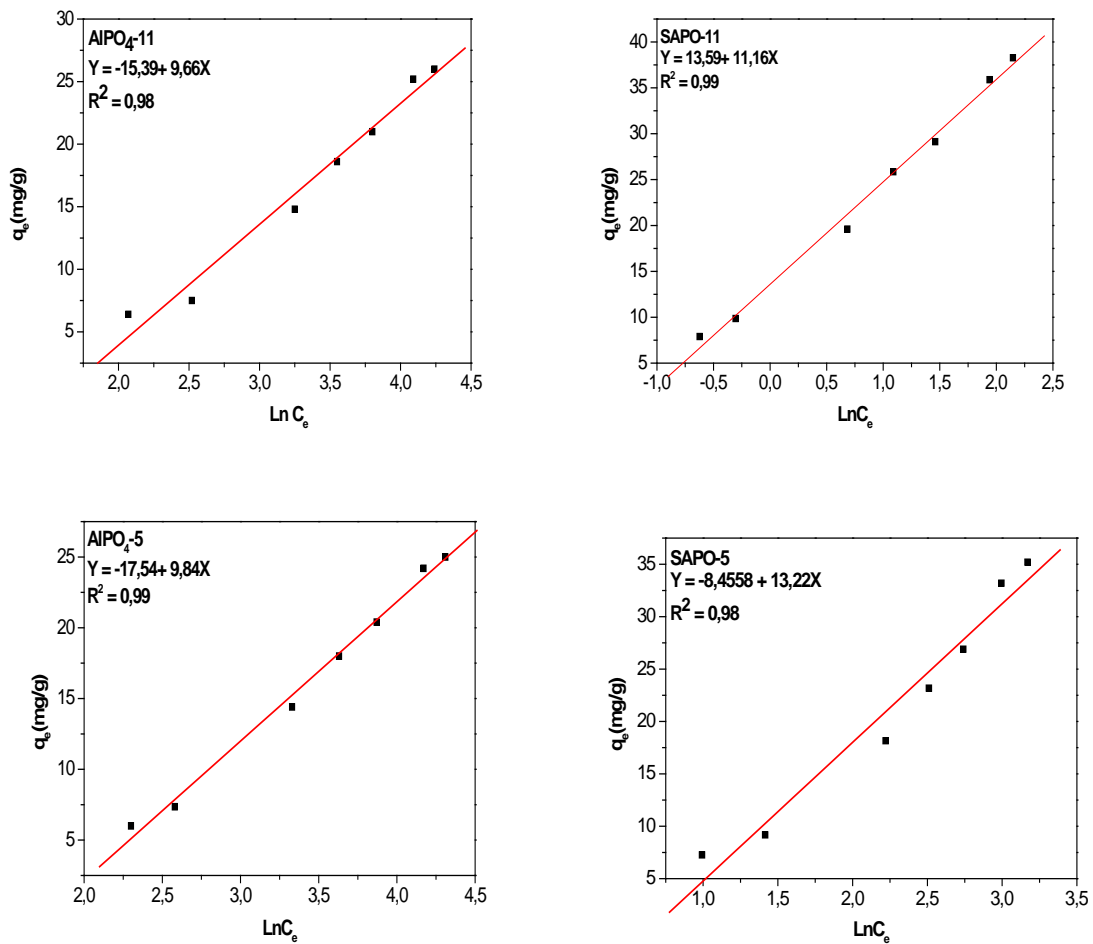 AlPO4-11
Y = -15,39+ 9,66X
R2 = 0,98
30
25
20
15
10
5
qe(mg/g)
2,0 2,5 3,0 3,5 4,0 4,5
Ln Ce
SAPO-11
Y = 13,59+ 11,16X
R2 = 0,99
40
35
30
25
20
15
10
5
qe(mg/g)
-1,0 -0,5 0,0 0,5 1,0 1,5 2,0 2,5
LnCe
AlPO4-5
Y = -17,54+ 9,84X
R2 = 0,99
25
20
15
10
5
qe(mg/g)
2,0 2,5 3,0 3,5 4,0 4,5
LnCe
SAPO-5
Y = -8,4558 + 13,22X
R2 = 0,98
35
30
25
20
15
10
5
qe(mg/g)
1,0 1,5 2,0 2,5 3,0 3,5
LnCe